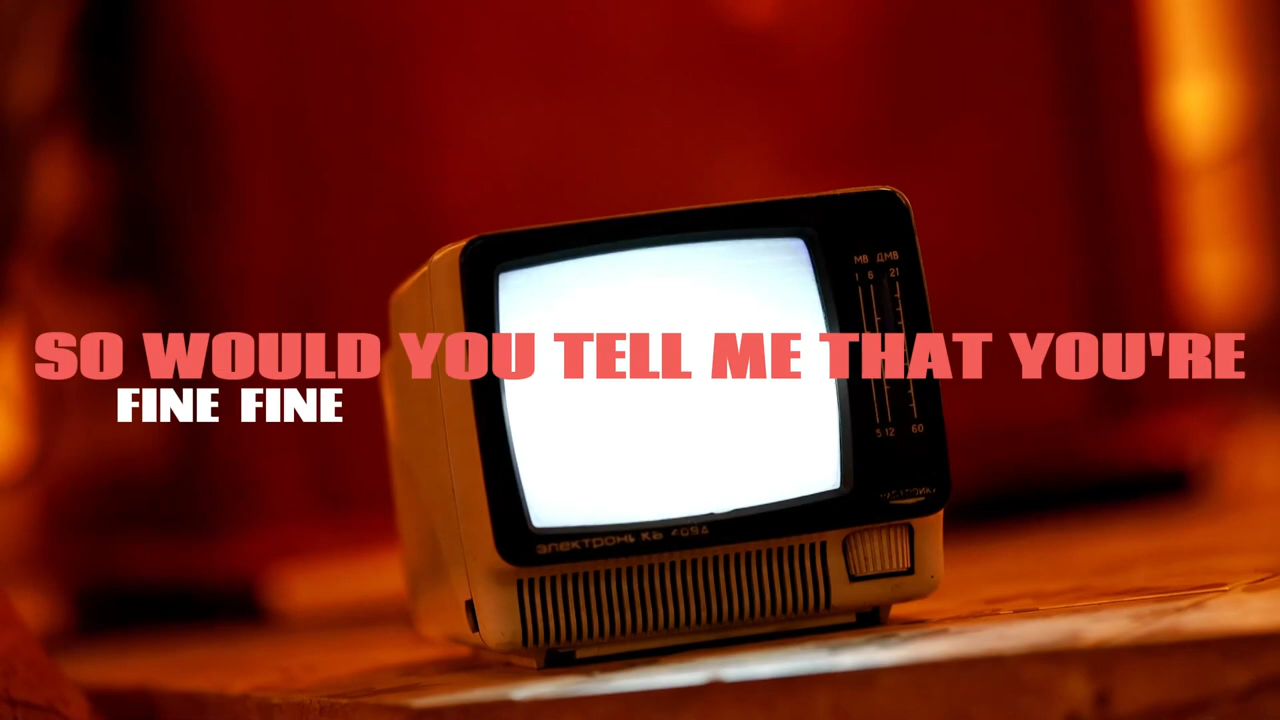 SO WOULD YOU TELL ME THAT YOU'RE
FINE FINE
МВ ДМВ
1 6 21
5 12 60